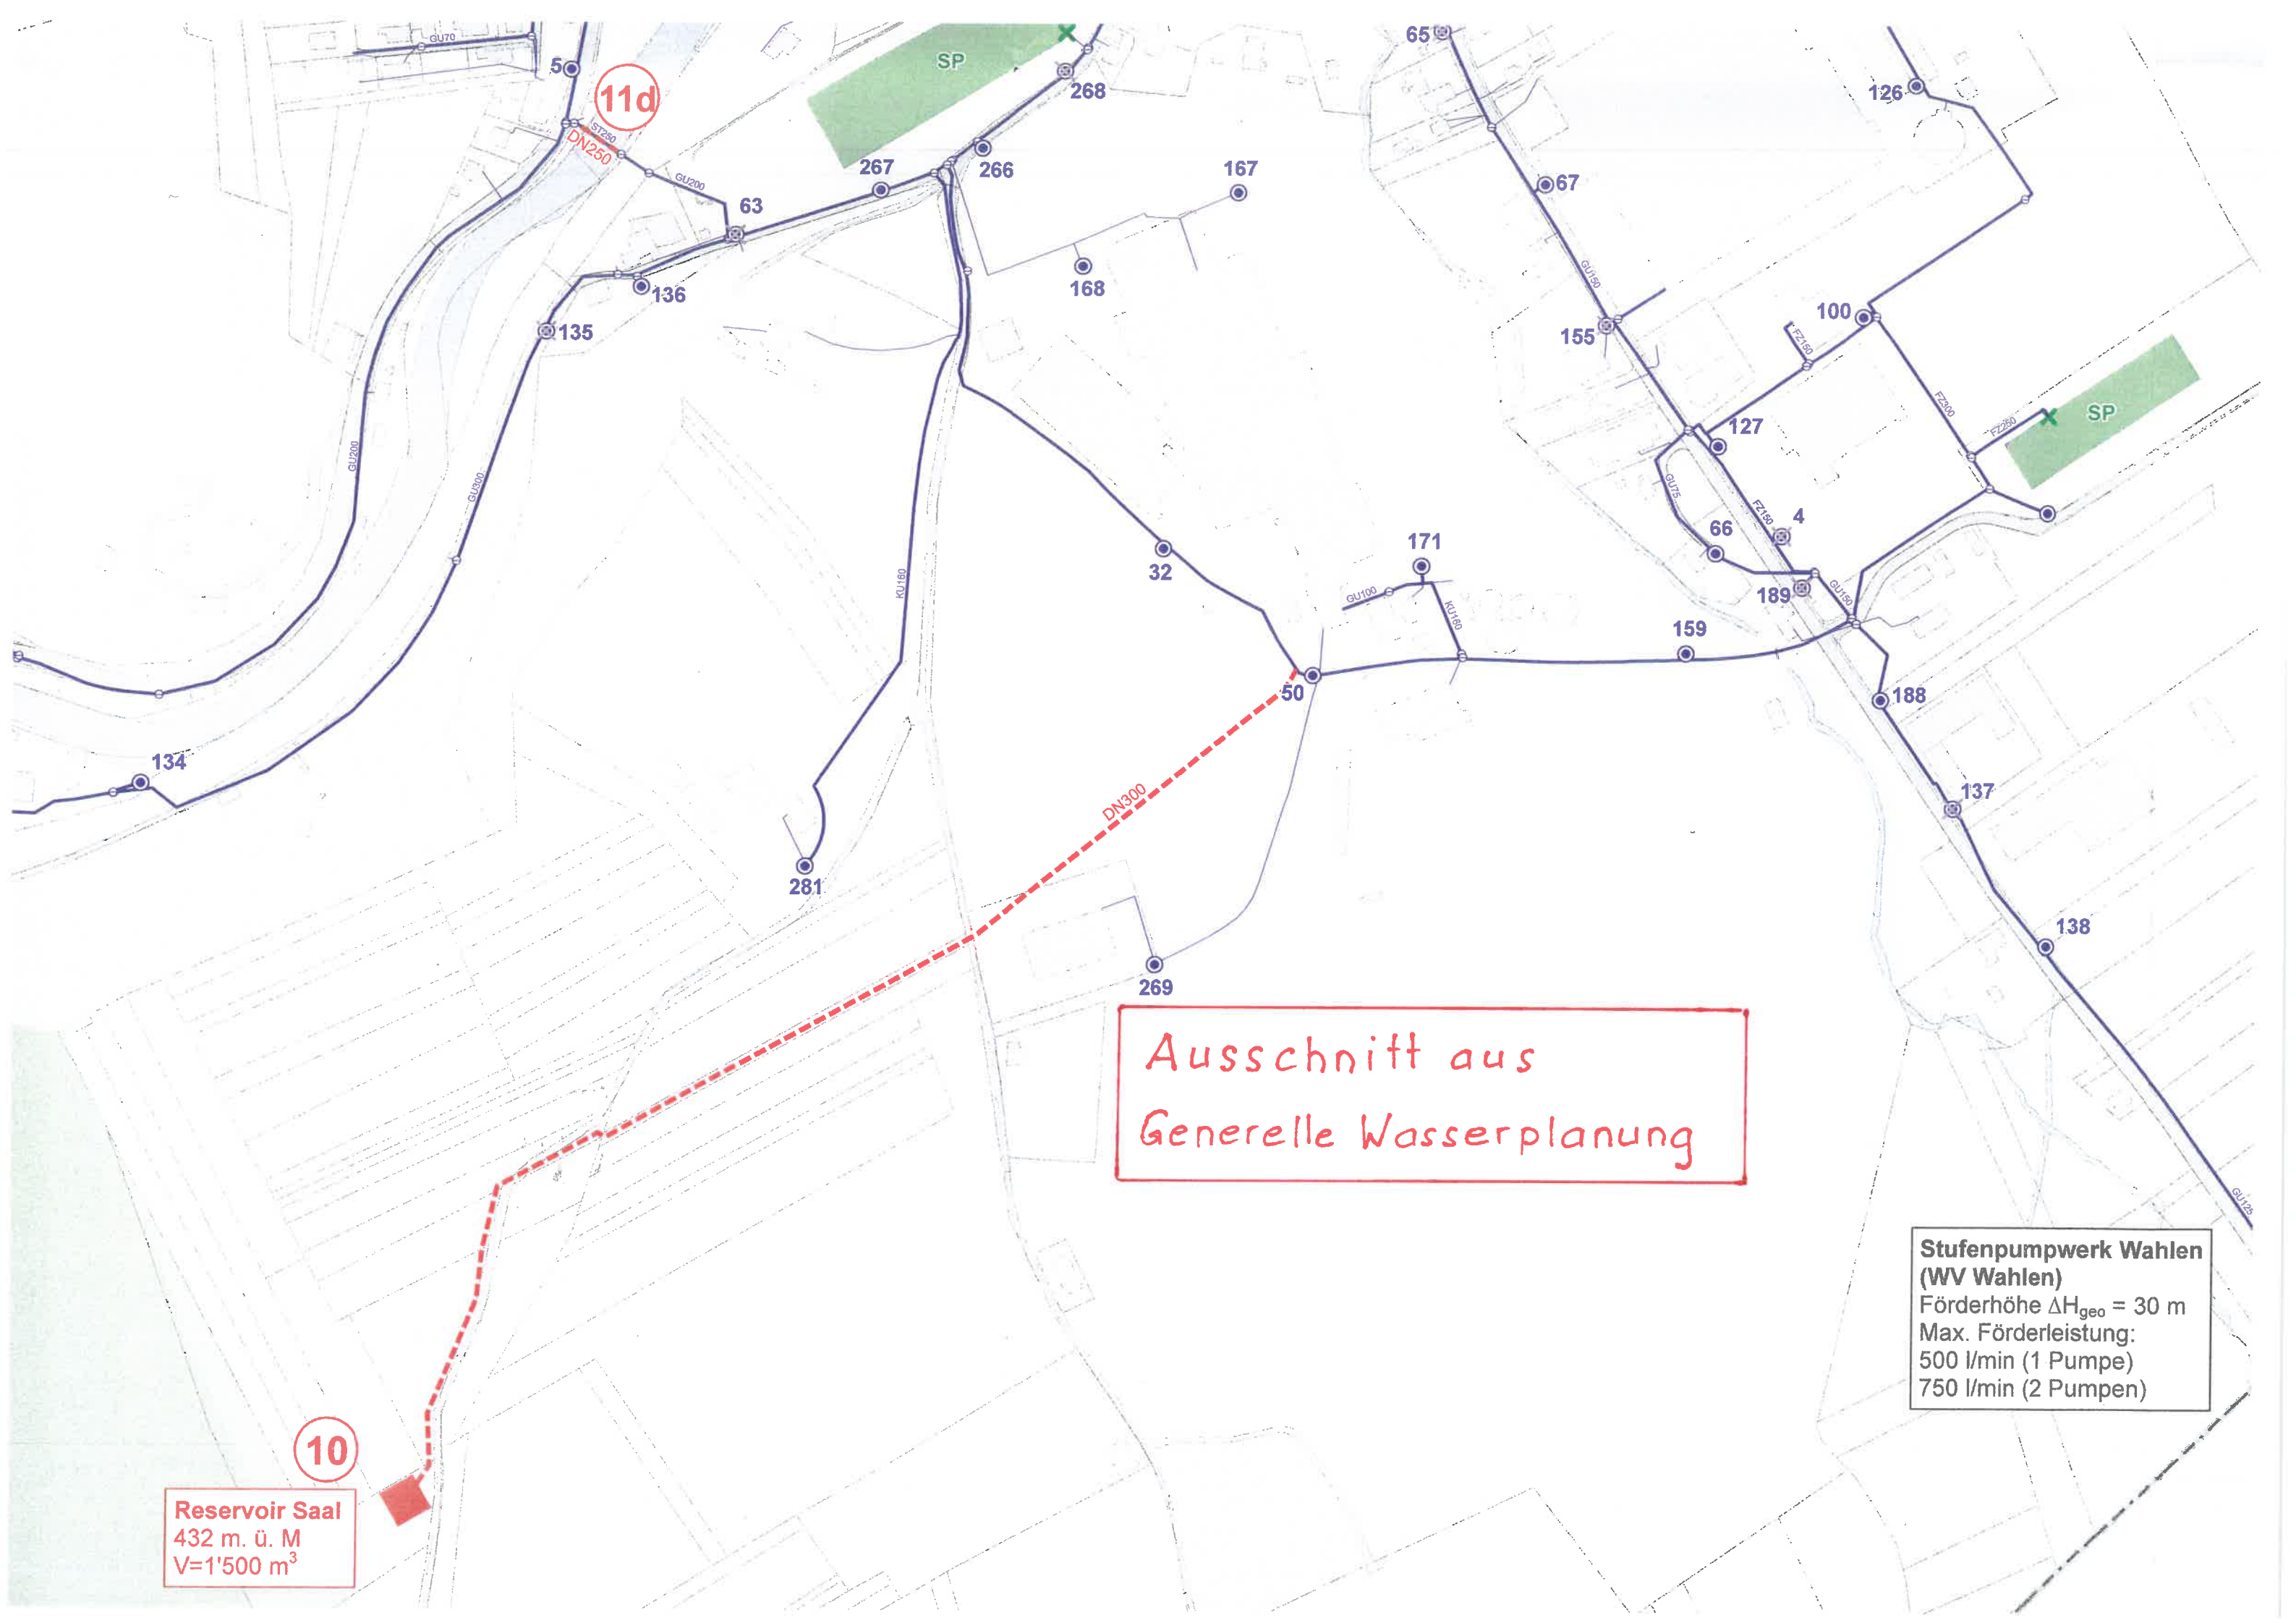 GU70
5
11d
ST250
DN250
GU200
63
267
SP
268
266
167
168
136
135
GU200
GU300
134
KU160
281
32
50
DN300
269
171
GU100
KU160
159
65
67
GU150
155
126
100
FZ150
127
GU75
FZ150
4
66
189
GU150
FZ300
FZ250
SP
188
137
138
GU125
Ausschnitt aus
Generelle Wasserplanung
Stufenpumpwerk Wahlen
(WV Wahlen)
Förderhöhe ΔHgeo = 30 m
Max. Förderleistung:
500 l/min (1 Pumpe)
750 l/min (2 Pumpen)
10
Reservoir Saal
432 m. ü. M
V=1'500 m³